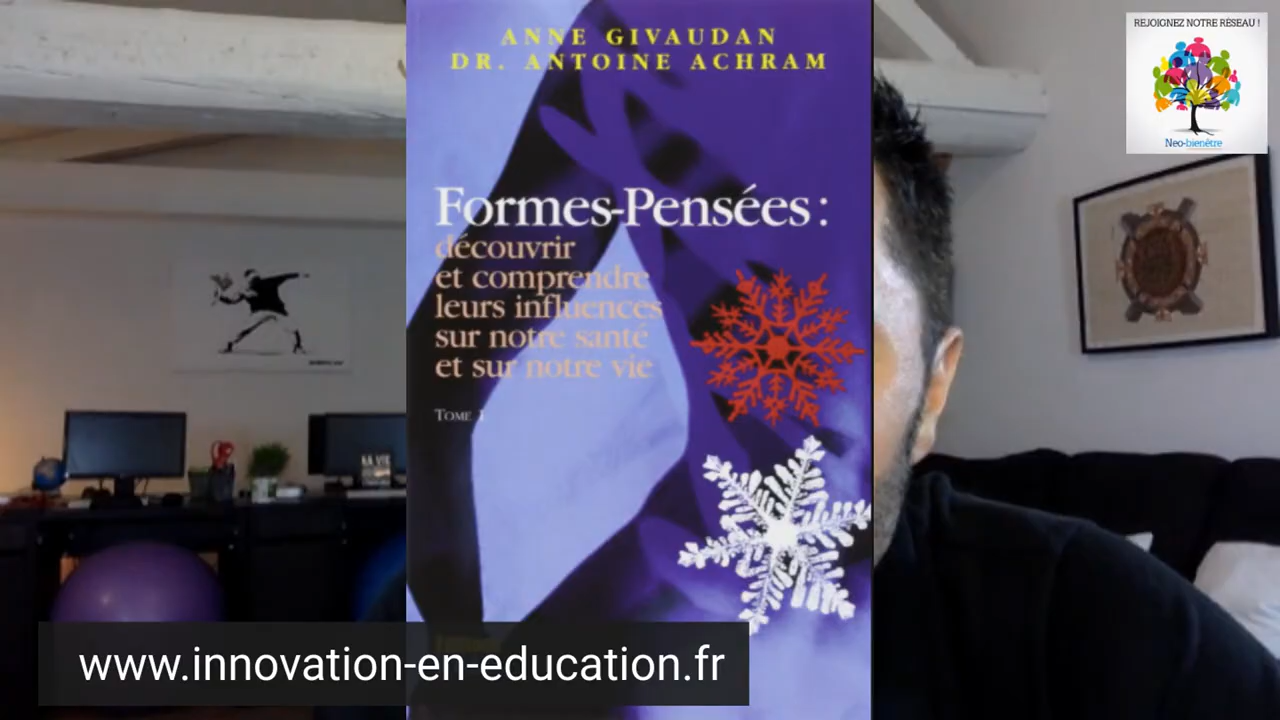 ANNE GIVAUDAN
DR. ANTOINE ACHRAM
Formes-Pensées :
découvrir
et comprendre
leurs influences
sur notre santé
et sur notre vie
TOME 1
REJOIGNEZ NOTRE RÉSEAU !
Neo-bienêtre
www.innovation-en-education.fr